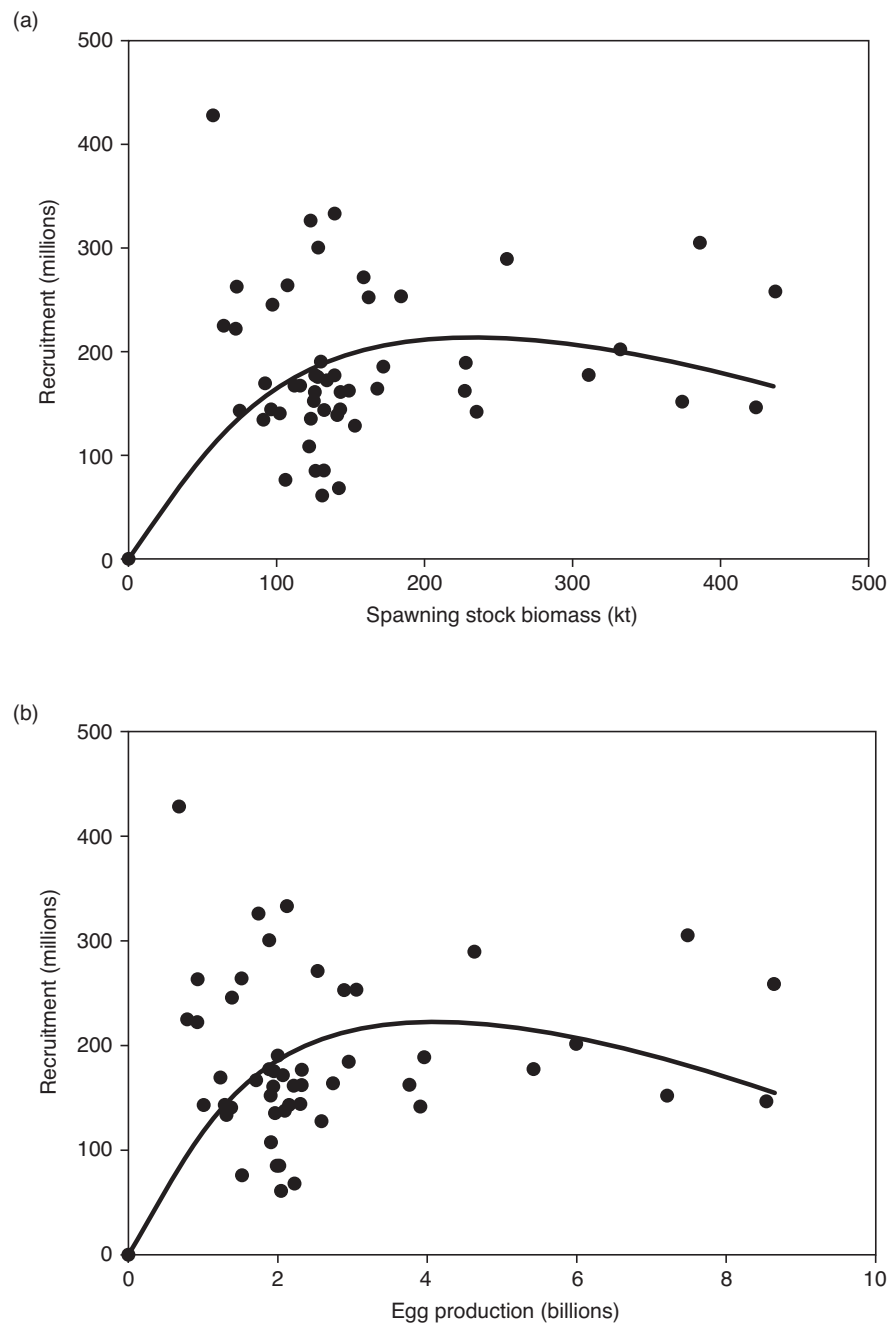 (a)
500
400
300
200
100
0
Recruitment (millions)
0 100 200 300 400 500
Spawning stock biomass (kt)
(b)
500
400
300
200
100
0
Recruitment (millions)
0 2 4 6 8 10
Egg production (billions)